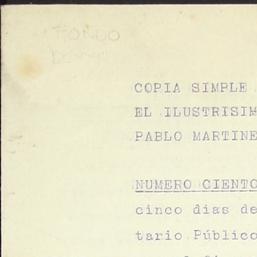 FONDO
COPIA SIMPLE
EL ILUSTRISIM
PABLO MARTINE
NUMERO CIENTO
cinco dias de
tario Público